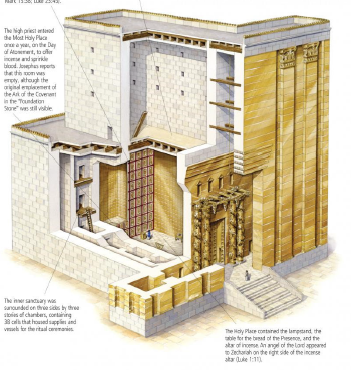 Mark 15:38; Luke 23:45).
The high priest entered
the Most Holy Place
once a year, on the Day
of Atonement, to offer
incense and sprinkle
blood. Josephus reports
that this room was
empty, although the
original emplacement of
the Ark of the Covenant
in the "Foundation
Stone" was still visible.
The inner sanctuary was
surrounded on three sides by three
stories of chambers, containing
38 cells that housed supplies and
vessels for the ritual ceremonies.
The Holy Place contained the lampstand, the
table for the bread of the Presence, and the
altar of incense. An angel of the Lord appeared
to Zechariah on the right side of the incense
altar (Luke 1:11).